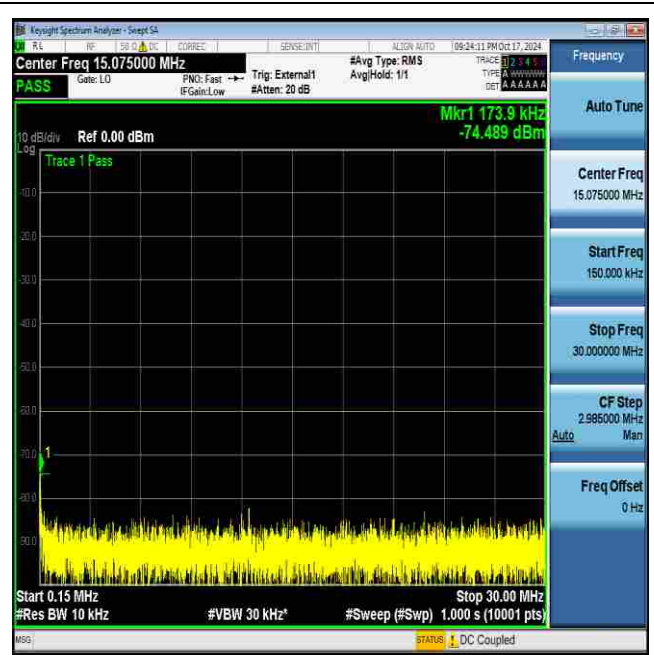 Keysight Spectrum Analyzer - Swept SA
RL RF 50 Ω DC CORREC SENSE:INT ALIGN AUTO 09:24:11 PM Oct 17, 2024
Center Freq 15.075000 MHz
#Avg Type: RMS
TRACE 1 2 3 4 5 6
PASS
Gate: LO
PNO: Fast
Trig: External1
Avg|Hold: 1/1
TYPE A WWWWW
IFGain:Low
#Atten: 20 dB
DET A A A A A A
Mkr1 173.9 kHz
-74.489 dBm
10 dB/div Ref 0.00 dBm
Log
Trace 1 Pass
-10.0
-20.0
-30.0
-40.0
-50.0
-60.0
-70.0
1
-80.0
-90.0
Start 0.15 MHz
Stop 30.00 MHz
#Res BW 10 kHz
#VBW 30 kHz*
#Sweep (#Swp) 1.000 s (10001 pts)
MSG
STATUS
DC Coupled
Frequency
Auto Tune
Center Freq
15.075000 MHz
Start Freq
150.000 kHz
Stop Freq
30.000000 MHz
CF Step
2.985000 MHz
Auto Man
Freq Offset
0 Hz